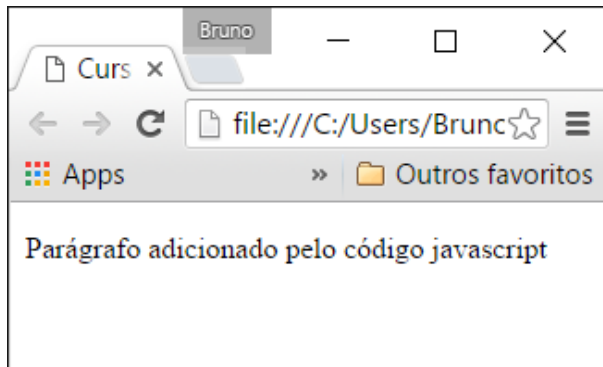 Bruno
Curs
file:///C:/Users/Brunc
Apps » Outros favoritos
Parágrafo adicionado pelo código javascript